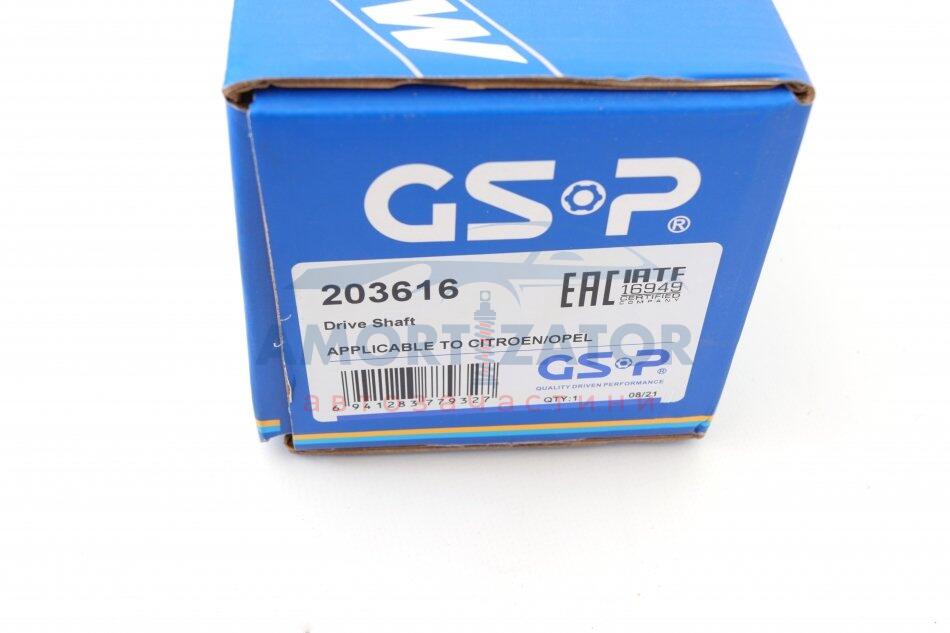 W
GSP®
203616
EAC IATF
16949
CERTIFIED
COMPANY
Drive Shaft
AMORTIZATOR
APPLICABLE TO CITROEN/OPEL
GSP®
QUALITY DRIVEN PERFORMANCE
6 941283 779327
автозапчастини
QTY:1 08/21